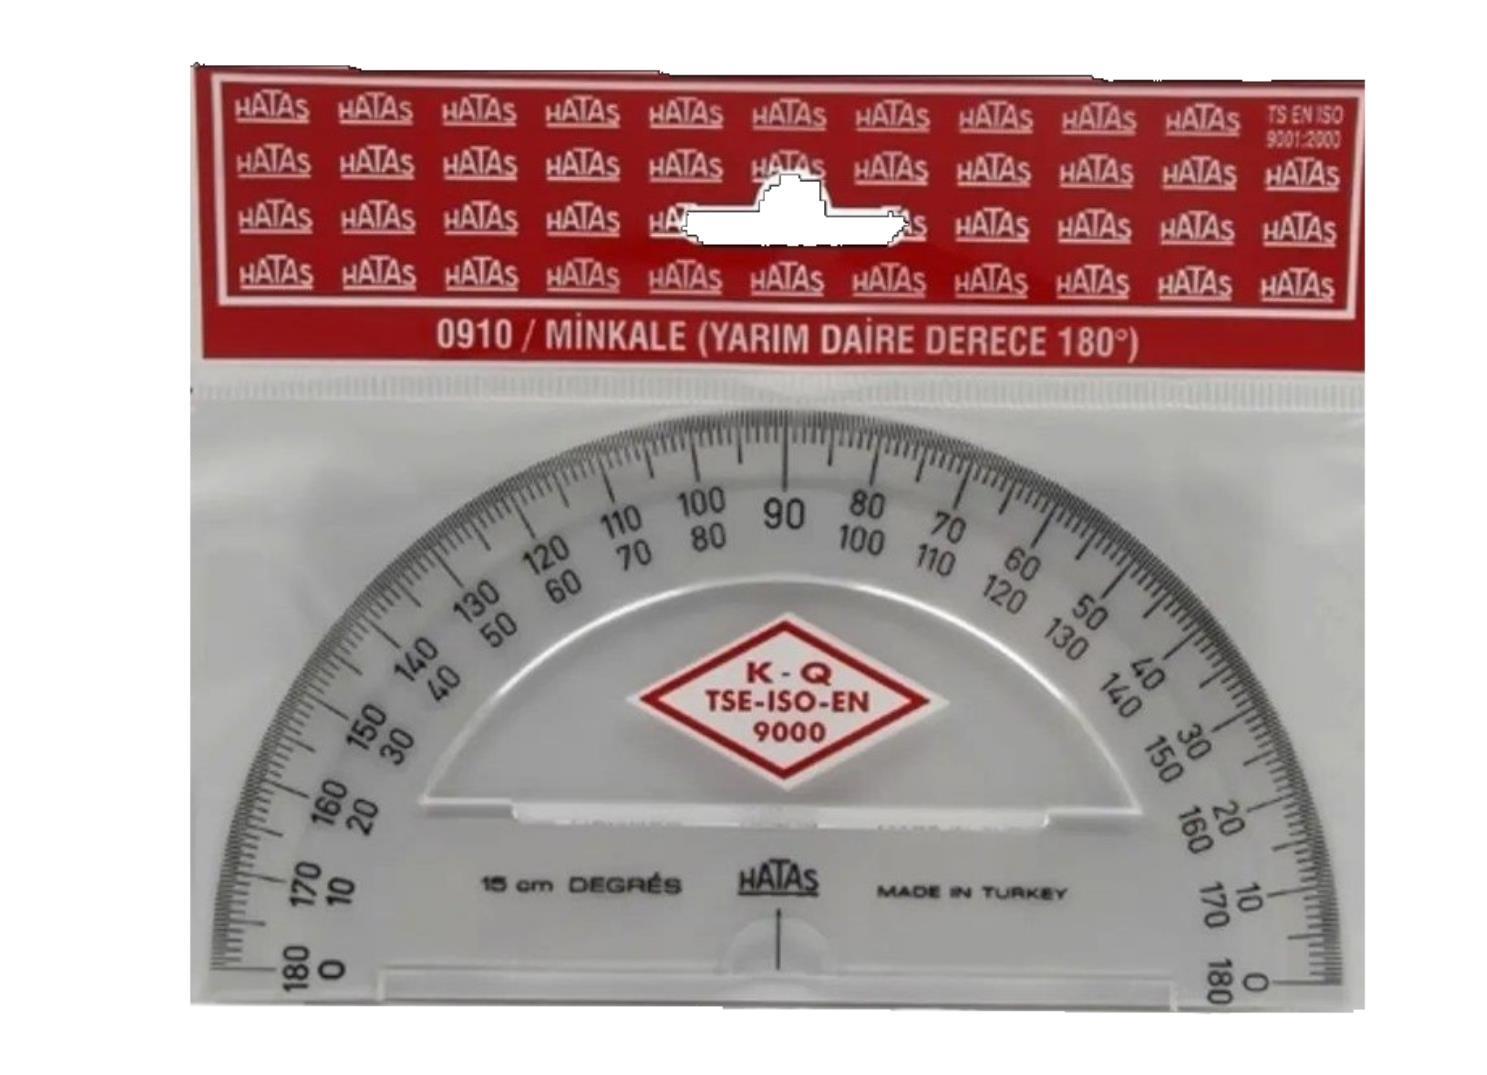 HATAS HATAS HATAS HATAS HATAS HATAS HATAS HATAS HATAS HATAS TS EN ISO
9001:2000
HATAS HATAS HATAS HATAS HATAS HATAS HATAS HATAS HATAS HATAS HATAS
HATAS HATAS HATAS HATAS HATAS HATAS HATAS HATAS
HATAS HATAS HATAS HATAS HATAS HATAS HATAS HATAS HATAS HATAS HATAS
0910 / MİNKALE (YARIM DAİRE DERECE 180°)
180 170 160 150 140 130 120 110 100 90 80 70 60 50 40 30 20 10 0
0 10 20 30 40 50 60 70 80 100 110 120 130 140 150 160 170 180
K - Q
TSE-ISO-EN
9000
15 cm DEGRÉS HATAS MADE IN TURKEY